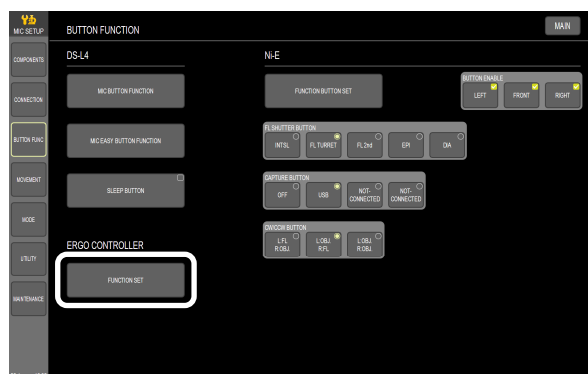 MIC SETUP
BUTTON FUNCTION
MAIN
COMPONENTS
CONNECTION
BUTTON FUNC
MOVEMENT
MODE
UTILITY
MAINTENANCE
DS-L4
MIC BUTTON FUNCTION
MIC EASY BUTTON FUNCTION
SLEEP BUTTON
ERGO CONTROLLER
FUNCTION SET
Ni-E
FUNCTION BUTTON SET
BUTTON ENABLE
LEFT FRONT RIGHT
FL SHUTTER BUTTON
INTSL FL TURRET FL 2nd EPI DIA
CAPTURE BUTTON
OFF USB NOT-CONNECTED NOT-CONNECTED
CW/CCW BUTTON
L:FL L:OBJ. L:OBJ.
R:OBJ. R:FL R:OBJ.